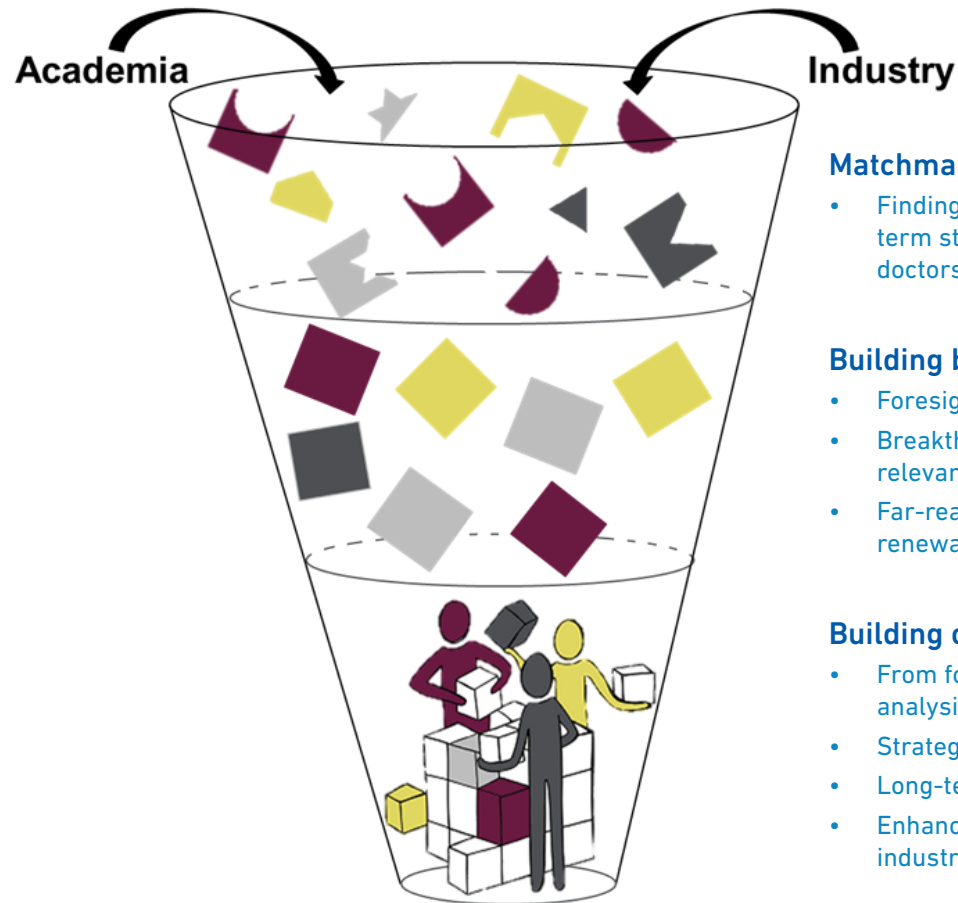 Academia
Industry
Matchma
• Finding
term st
doctors
Building b
• Foresig
• Breakth
relevan
• Far-rea
renewa
Building c
• From fo
analysi
• Strateg
• Long-te
• Enhanc
industr